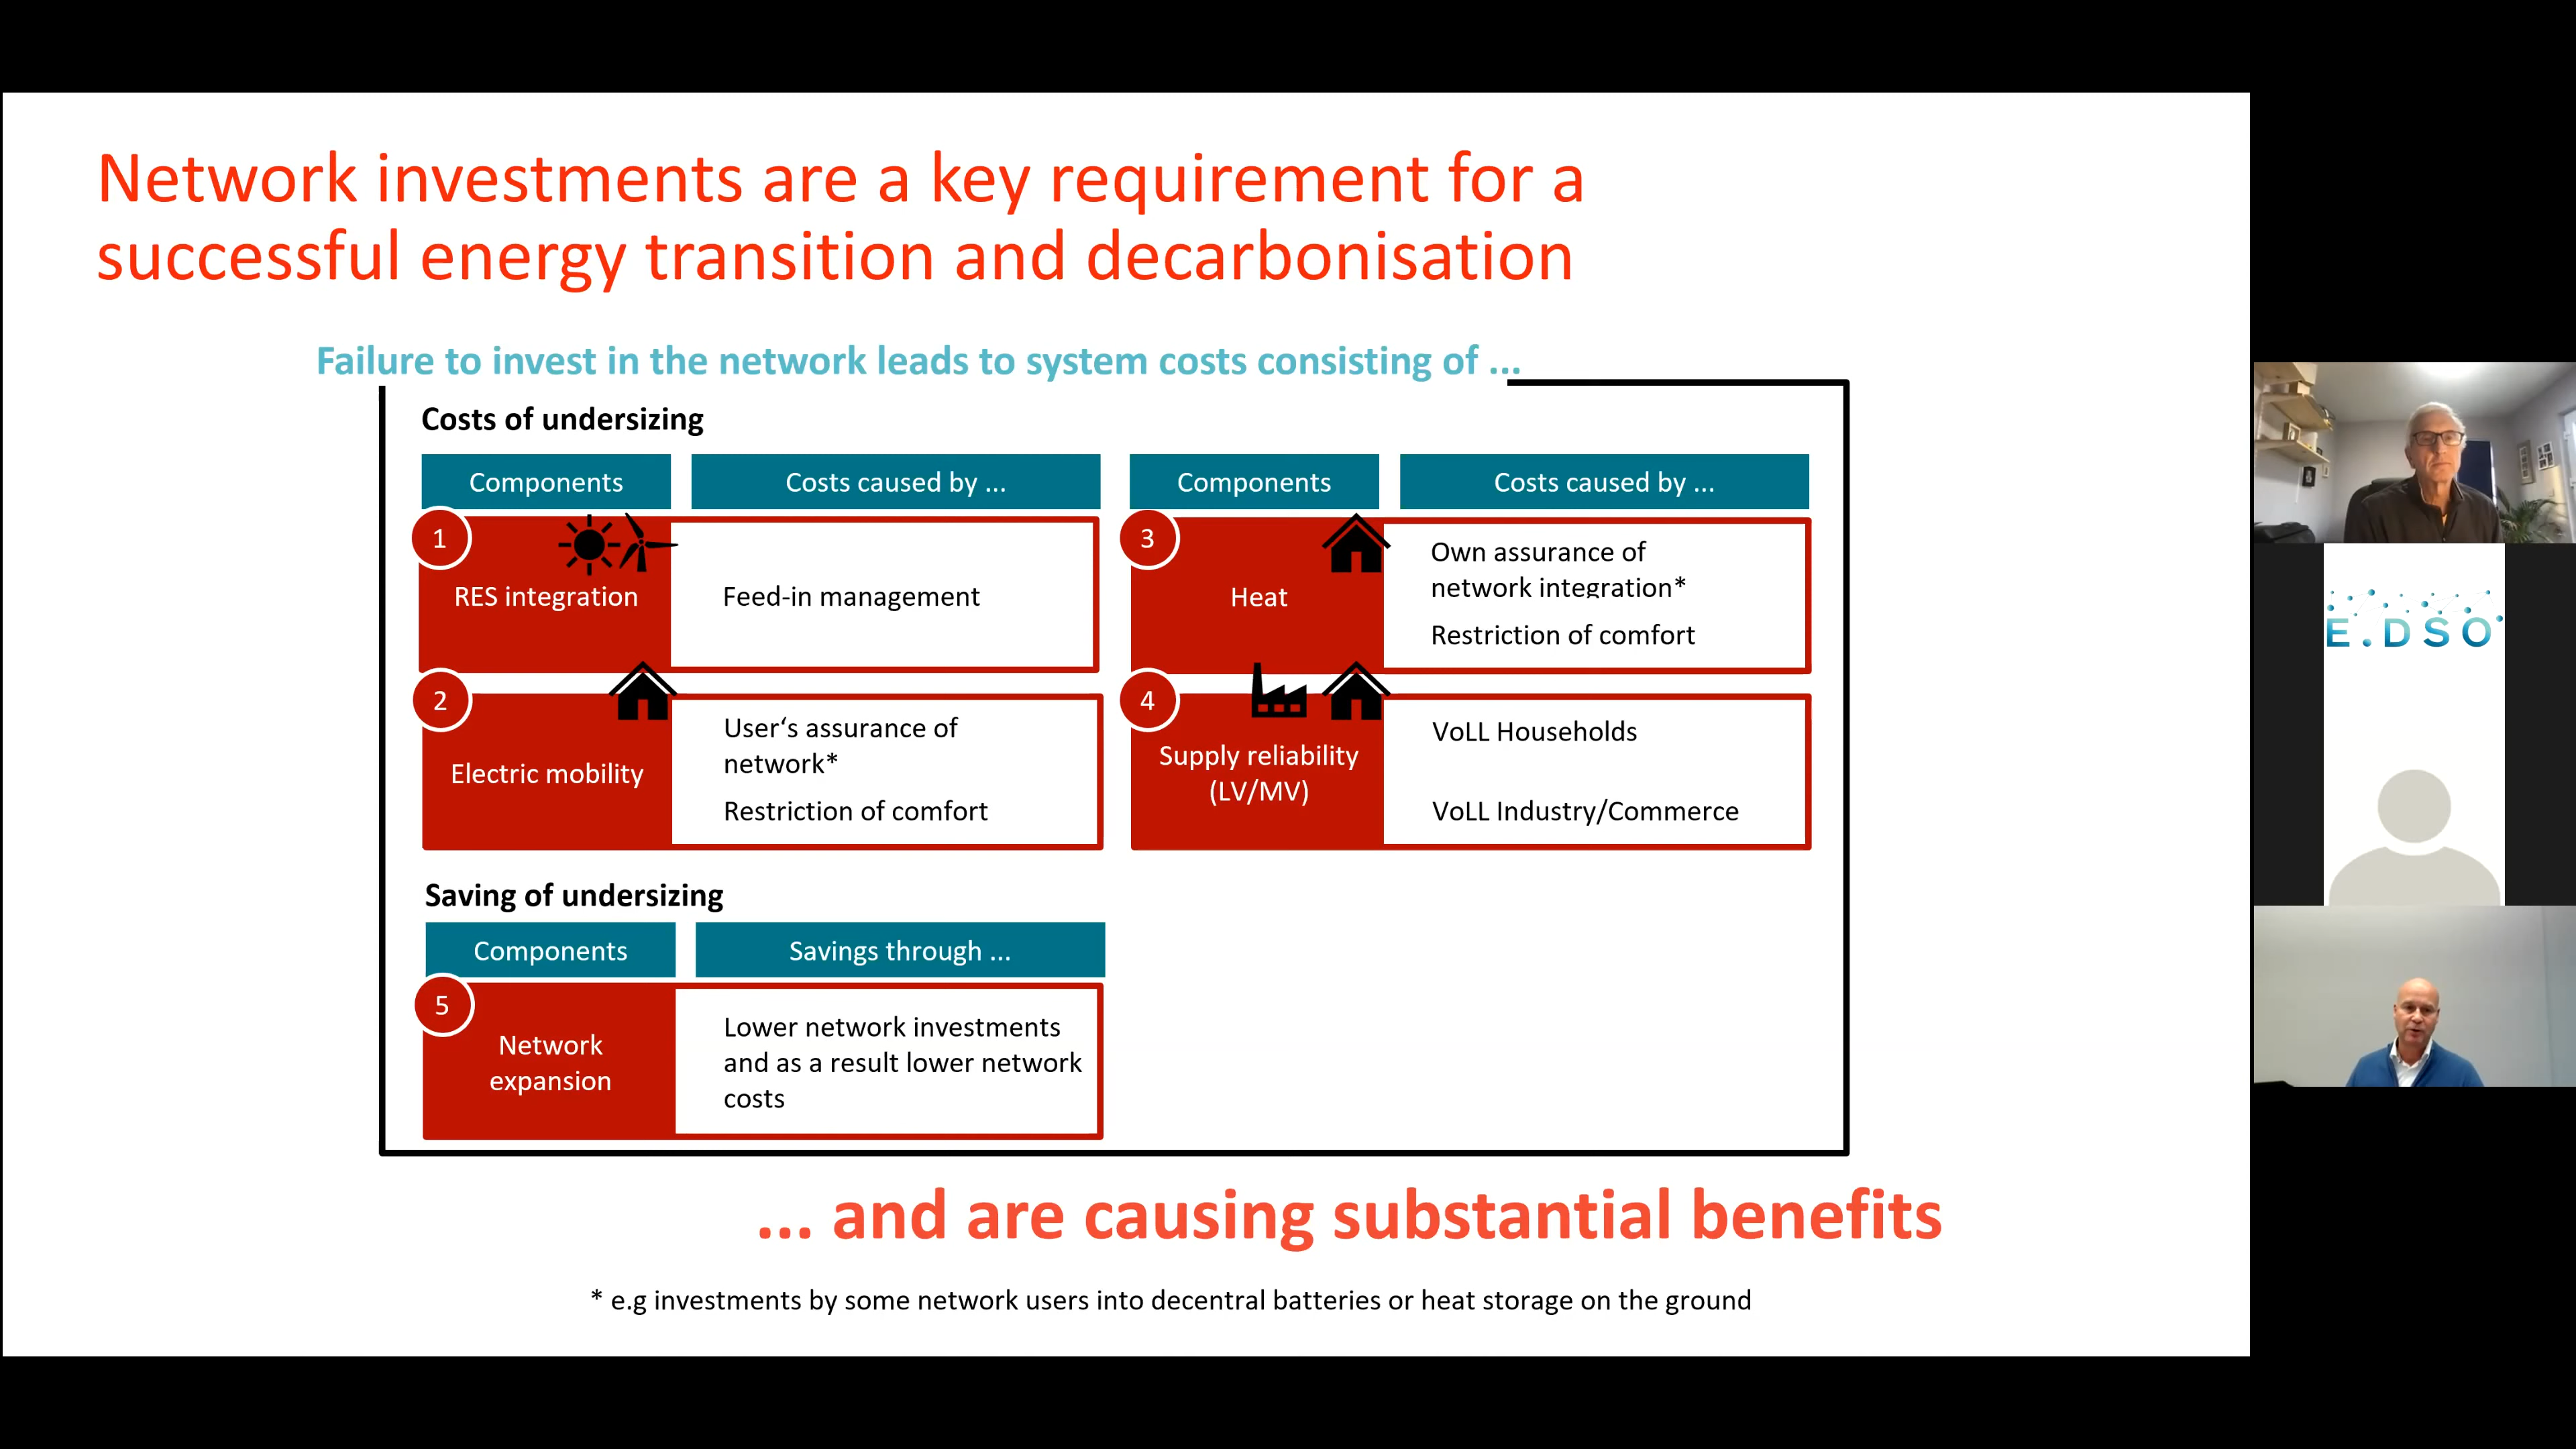 Network investments are a key requirement for a
successful energy transition and decarbonisation
Failure to invest in the network leads to system costs consisting of ...
Costs of undersizing
Components
Costs caused by ...
1
RES integration
Feed-in management
2
Electric mobility
User‘s assurance of
network*
Restriction of comfort
Components
Costs caused by ...
3
Heat
Own assurance of
network integration*
Restriction of comfort
4
Supply reliability
(LV/MV)
VoLL Households
VoLL Industry/Commerce
Saving of undersizing
Components
Savings through ...
5
Network
expansion
Lower network investments
and as a result lower network
costs
... and are causing substantial benefits
* e.g investments by some network users into decentral batteries or heat storage on the ground
E.DSO